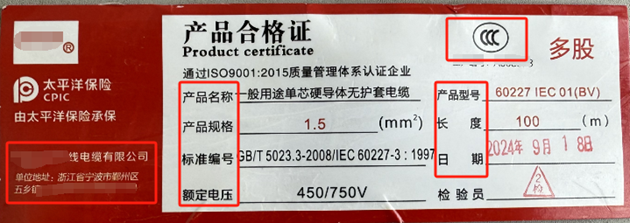 ®
太平洋保险
CPIC
由太平洋保险承保
线电缆有限公司
单位地址:浙江省宁波市鄞州区
五乡
产品合格证
Product certificate
通过ISO9001:2015质量管理体系认证企业
CCC
多股
产品名称 一般用途单芯硬导体无护套电缆
产品型号 60227 IEC 01(BV)
产品规格 1.5 (mm²)
长度 100 (m)
标准编号 GB/T 5023.3-2008/IEC 60227-3:1997
日期 2024年9月18日
额定电压 450/750V
检验员 2